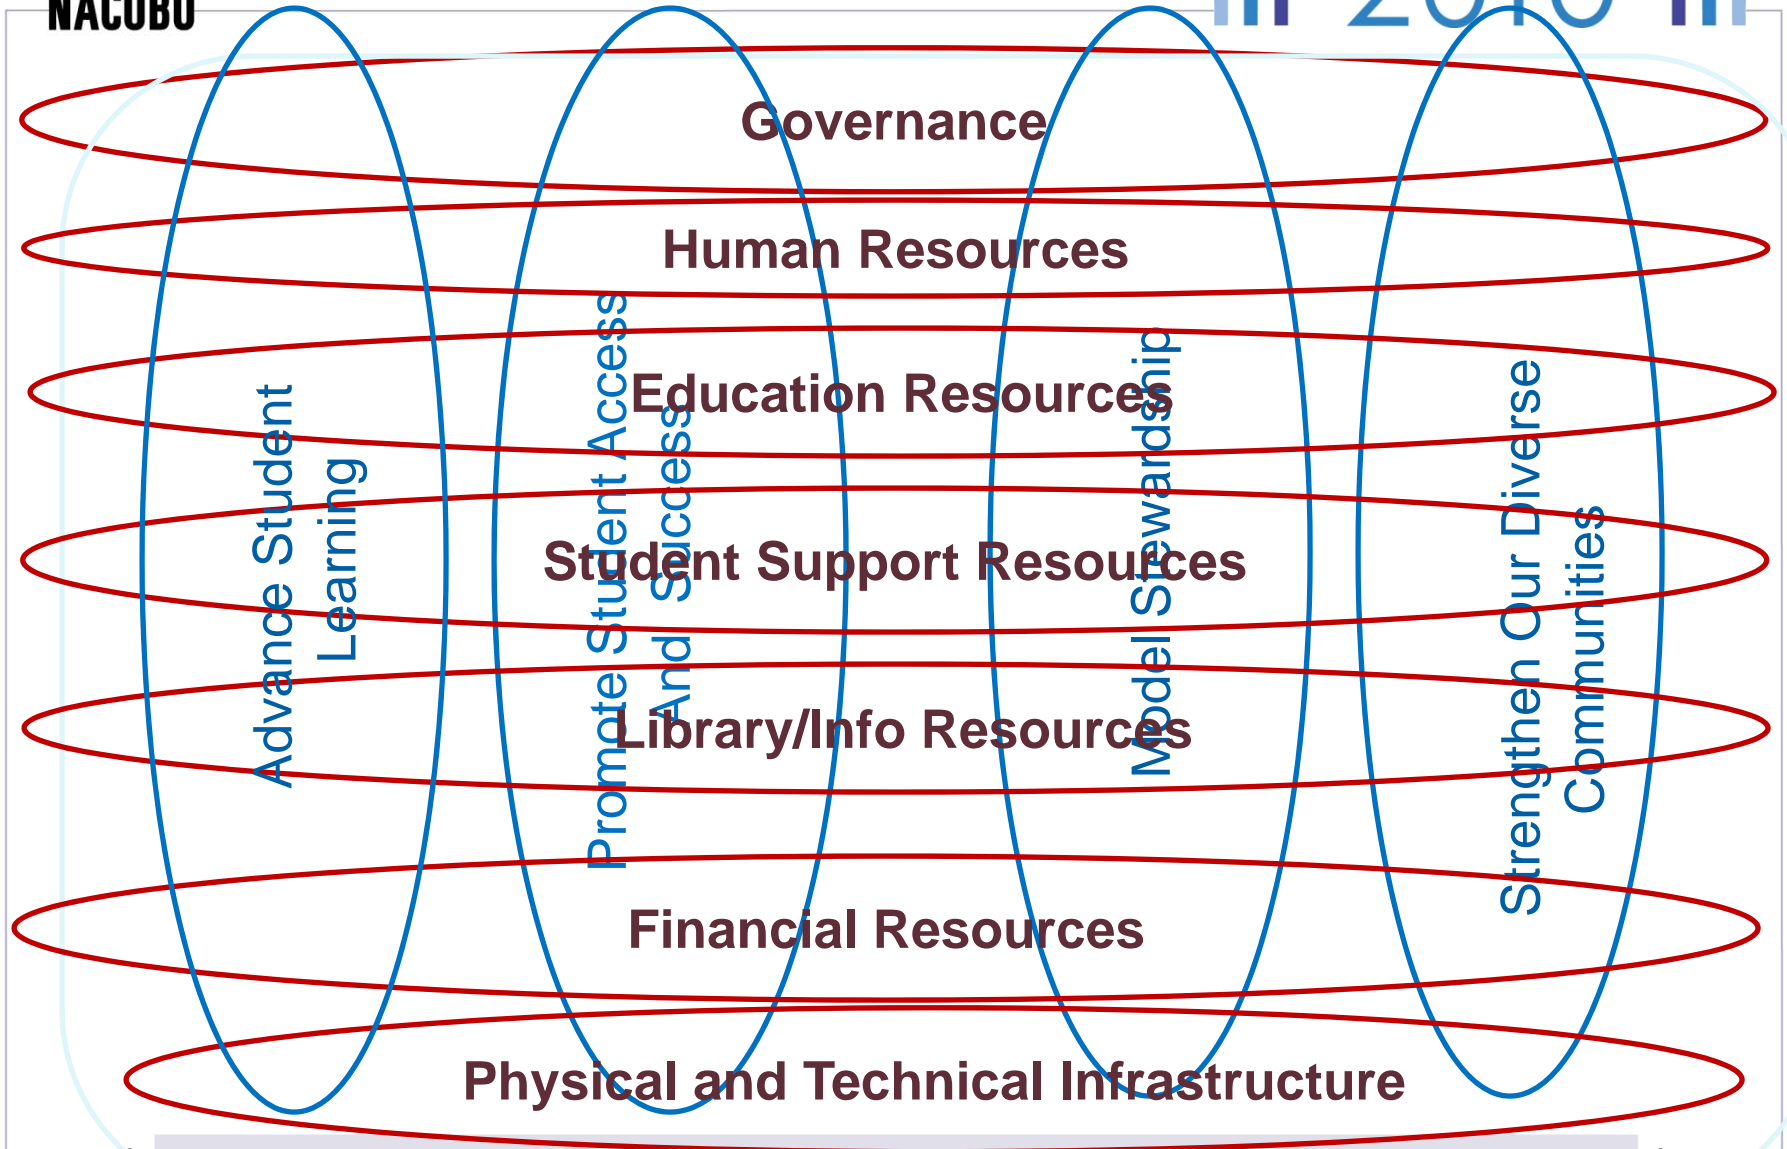 NACUBO
2010
Governance
Human Resources
Education Resources
Student Support Resources
Library/Info Resources
Financial Resources
Physical and Technical Infrastructure
Advance Student
Learning
Promote Student Access
And Success
Model Stewardship
Strengthen Our Diverse
Communities